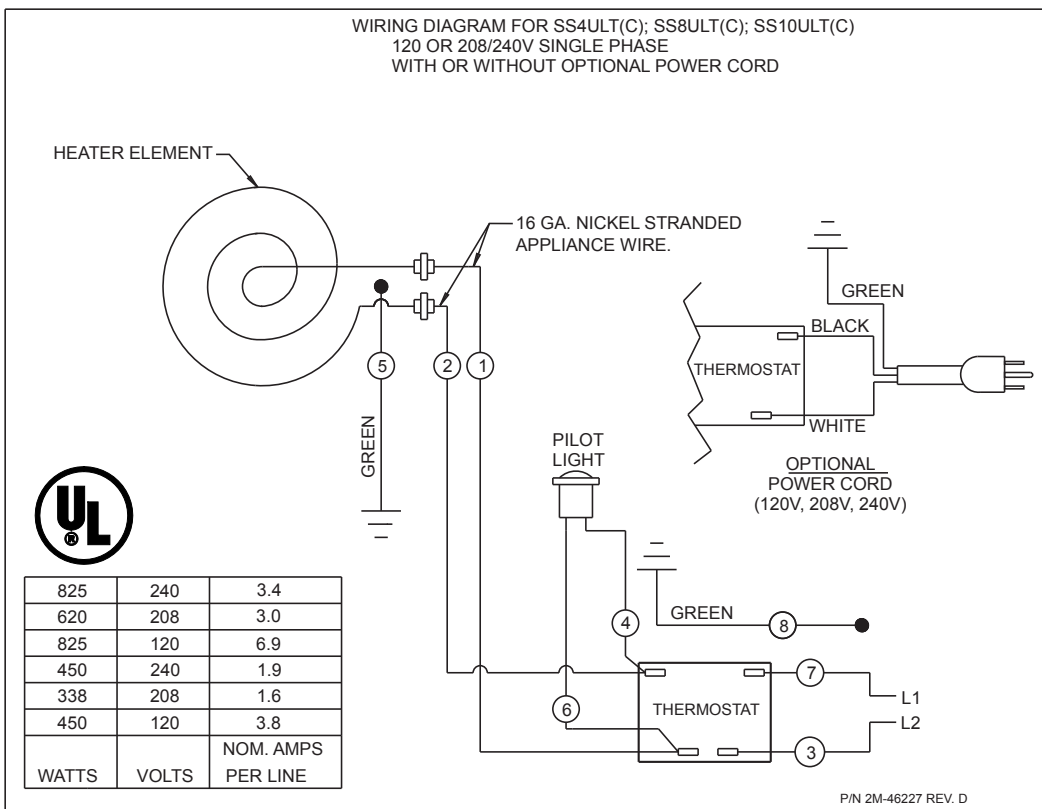 WIRING DIAGRAM FOR SS4ULT(C); SS8ULT(C); SS10ULT(C)
120 OR 208/240V SINGLE PHASE
WITH OR WITHOUT OPTIONAL POWER CORD
HEATER ELEMENT
16 GA. NICKEL STRANDED
APPLIANCE WIRE.
GREEN
BLACK
THERMOSTAT
WHITE
OPTIONAL
POWER CORD
(120V, 208V, 240V)
5
2
1
GREEN
PILOT
LIGHT
UL
®
4
GREEN
8
7
6
THERMOSTAT
L1
L2
3
825 240 3.4
620 208 3.0
825 120 6.9
450 240 1.9
338 208 1.6
450 120 3.8
WATTS VOLTS NOM. AMPS
PER LINE
P/N 2M-46227 REV. D